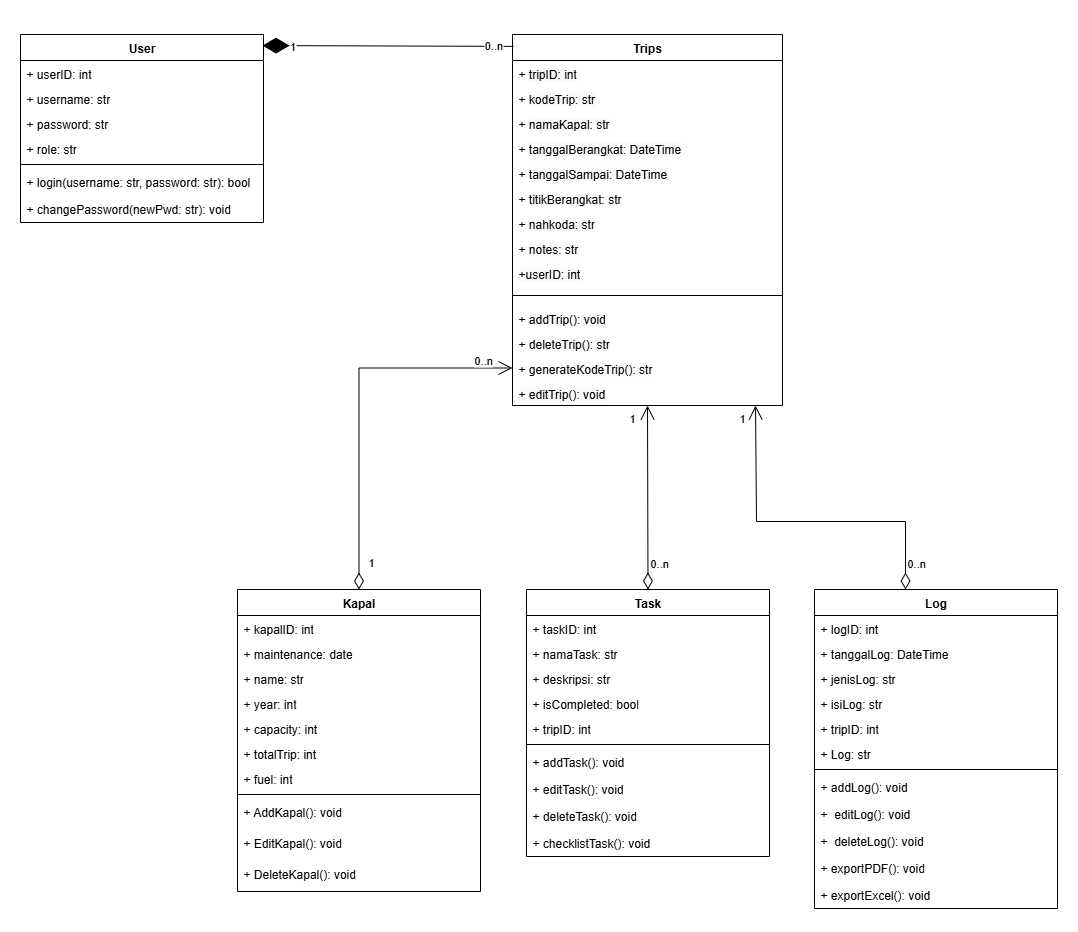 User
+ userID: int
+ username: str
+ password: str
+ role: str
+ login(username: str, password: str): bool
+ changePassword(newPwd: str): void
1
0..n
Trips
+ tripID: int
+ kodeTrip: str
+ namaKapal: str
+ tanggalBerangkat: DateTime
+ tanggalSampai: DateTime
+ titikBerangkat: str
+ nahkoda: str
+ notes: str
+userID: int
+ addTrip(): void
+ deleteTrip(): str
+ generateKodeTrip(): str
+ editTrip(): void
0..n
1
1
1
0..n
0..n
Kapal
+ kapalID: int
+ maintenance: date
+ name: str
+ year: int
+ capacity: int
+ totalTrip: int
+ fuel: int
+ AddKapal(): void
+ EditKapal(): void
+ DeleteKapal(): void
Task
+ taskID: int
+ namaTask: str
+ deskripsi: str
+ isCompleted: bool
+ tripID: int
+ addTask(): void
+ editTask(): void
+ deleteTask(): void
+ checklistTask(): void
Log
+ logID: int
+ tanggalLog: DateTime
+ jenisLog: str
+ isiLog: str
+ tripID: int
+ Log: str
+ addLog(): void
+ editLog(): void
+ deleteLog(): void
+ exportPDF(): void
+ exportExcel(): void